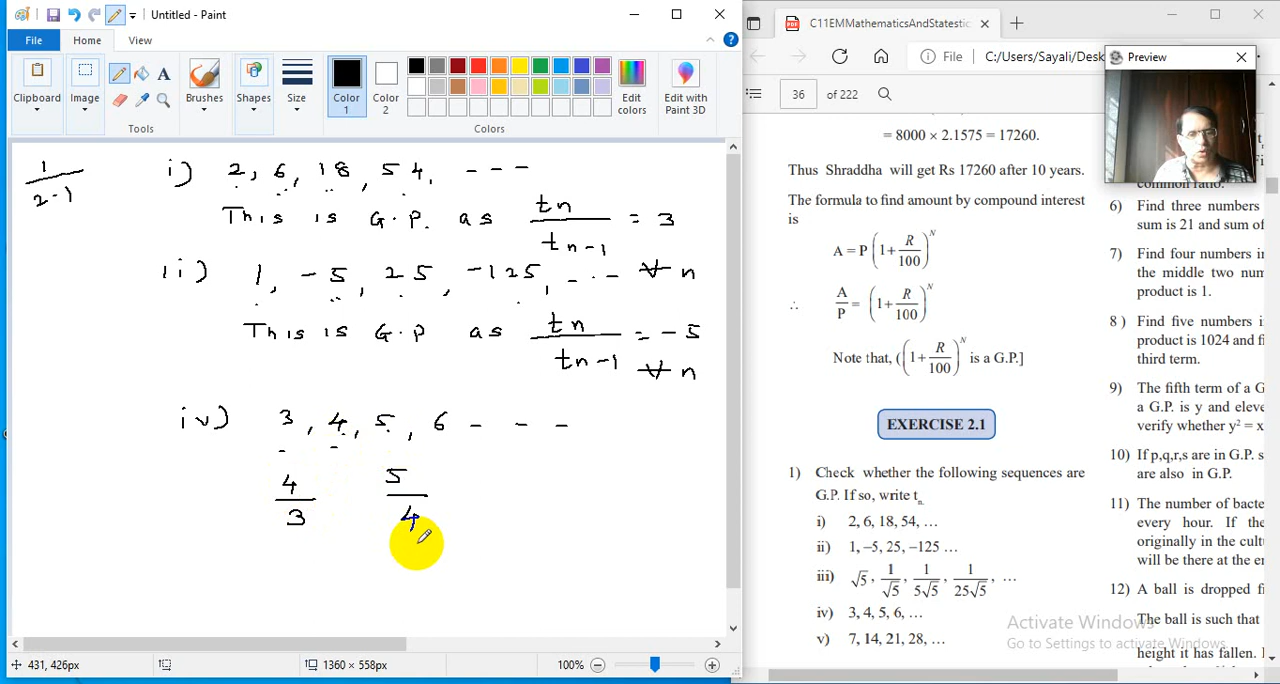 Untitled - Paint
File Home View
Clipboard
Image
Tools
Brushes
Shapes
Size
Color 1
Color 2
Edit colors
Edit with Paint 3D
Colors
1/2-1
i) 2, 6, 18, 54, - - -
This is G.P. as tn/tn-1 = 3
∀ n
ii) 1, -5, 25, -125, - - -
This is G.P as tn/tn-1 = -5
∀ n
iv) 3, 4, 5, 6 - - -
4/3 5/4
431, 426px
1360 × 558px
100%
C11EMMathematicsAndStatestic
File C:/Users/Sayali/Desk
36 of 222
Preview
= 8000 × 2.1575 = 17260.
Thus Shraddha will get Rs 17260 after 10 years.
The formula to find amount by compound interest
is
A = P (1+R/100)^N
∴ A/P = (1+R/100)^N
Note that, ((1+R/100)^N is a G.P.]
EXERCISE 2.1
1) Check whether the following sequences are
G.P. If so, write tn.
i) 2, 6, 18, 54, …
ii) 1, –5, 25, –125 …
iii) √5, 1/√5, 1/5√5, 1/25√5, …
iv) 3, 4, 5, 6, …
v) 7, 14, 21, 28, …
common ratio.
6) Find three numbers
sum is 21 and sum of
7) Find four numbers in
the middle two num
product is 1.
8 ) Find five numbers i
product is 1024 and fi
third term.
9) The fifth term of a G
a G.P. is y and eleve
verify whether y² = x
10) If p,q,r,s are in G.P. s
are also in G.P.
11) The number of bacte
every hour. If the
originally in the cult
will be there at the e
12) A ball is dropped f
The ball is such that
height it has fallen. I
Activate Windows
Go to Settings to activate Windows.